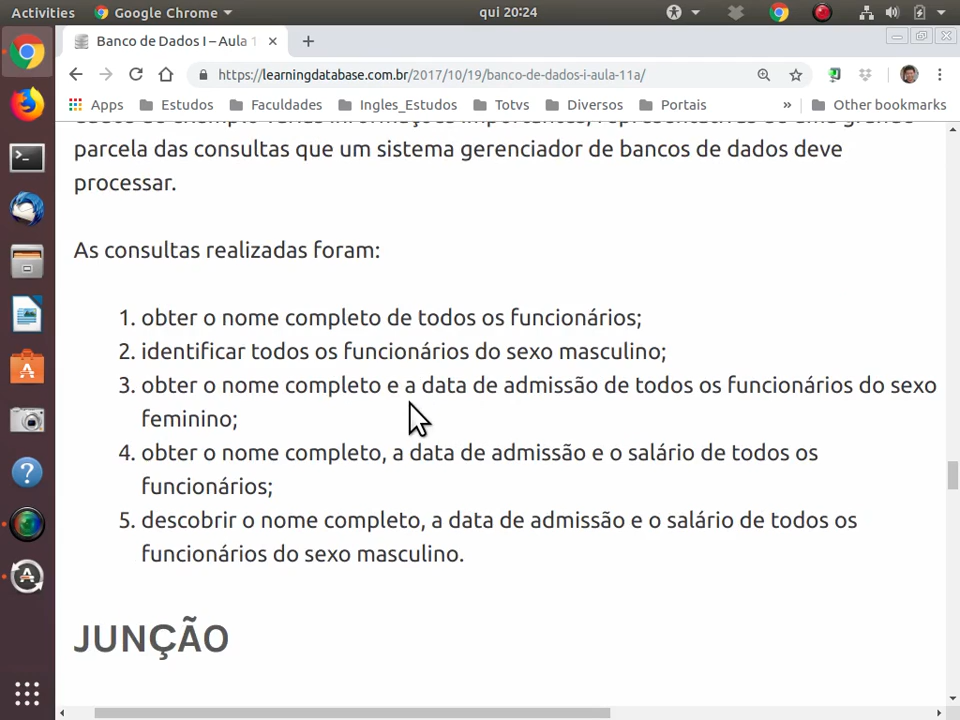 Activities
Google Chrome
qui 20:24
Banco de Dados I – Aula 1
https://learningdatabase.com.br/2017/10/19/banco-de-dados-i-aula-11a/
Apps
Estudos
Faculdades
Ingles_Estudos
Totvs
Diversos
Portais
»
Other bookmarks
parcela das consultas que um sistema gerenciador de bancos de dados deve
processar.
As consultas realizadas foram:
1. obter o nome completo de todos os funcionários;
2. identificar todos os funcionários do sexo masculino;
3. obter o nome completo e a data de admissão de todos os funcionários do sexo
feminino;
4. obter o nome completo, a data de admissão e o salário de todos os
funcionários;
5. descobrir o nome completo, a data de admissão e o salário de todos os
funcionários do sexo masculino.
JUNÇÃO